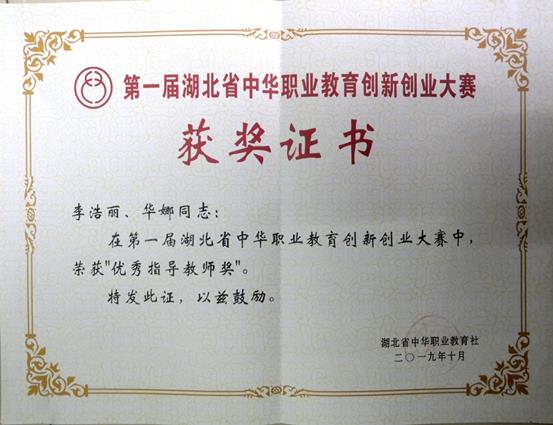 第一届湖北省中华职业教育创新创业大赛
获奖证书
李浩丽、华娜同志：
在第一届湖北省中华职业教育创新创业大赛中，
荣获"优秀指导教师奖"。
特发此证，以兹鼓励。
湖北省中华职业教育社
二〇一九年十月